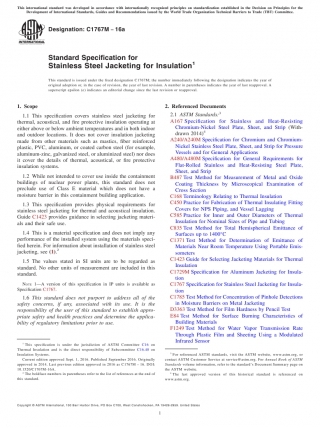 This international standard was developed in accordance with internationally recognized principles on standardization established in the Decision on Principles for the
Development of International Standards, Guides and Recommendations issued by the World Trade Organization Technical Barriers to Trade (TBT) Committee.
Designation: C1767M − 16a
Standard Specification for
Stainless Steel Jacketing for Insulation¹
This standard is issued under the fixed designation C1767M; the number immediately following the designation indicates the year of
original adoption or, in the case of revision, the year of last revision. A number in parentheses indicates the year of last reapproval. A
superscript epsilon (ε) indicates an editorial change since the last revision or reapproval.
1. Scope
1.1 This specification covers stainless steel jacketing for
thermal, acoustical, and fire protective insulation operating at
either above or below ambient temperatures and in both indoor
and outdoor locations. It does not cover insulation jacketing
made from other materials such as mastics, fiber reinforced
plastic, PVC, aluminum, or coated carbon steel (for example,
aluminum-zinc, galvanized steel, or aluminized steel) nor does
it cover the details of thermal, acoustical, or fire protective
insulation systems.
1.2 While not intended to cover use inside the containment
buildings of nuclear power plants, this standard does not
preclude use of Class E material which does not have a
moisture barrier in this containment building application.
1.3 This specification provides physical requirements for
stainless steel jacketing for thermal and acoustical insulation.
Guide C1423 provides guidance in selecting jacketing materi-
als and their safe use.
1.4 This is a material specification and does not imply any
performance of the installed system using the materials speci-
fied herein. For information about installation of stainless steel
jacketing, see (1).²
1.5 The values stated in SI units are to be regarded as
standard. No other units of measurement are included in this
standard.
NOTE 1—A version of this specification in IP units is available as
Specification C1767.
1.6 This standard does not purport to address all of the
safety concerns, if any, associated with its use. It is the
responsibility of the user of this standard to establish appro-
priate safety and health practices and determine the applica-
bility of regulatory limitations prior to use.
¹ This specification is under the jurisdiction of ASTM Committee C16 on
Thermal Insulation and is the direct responsibility of Subcommittee C16.40 on
Insulation Systems.
Current edition approved Sept. 1, 2016. Published September 2016. Originally
approved in 2014. Last previous edition approved in 2016 as C1767M – 16. DOI:
10.1520/C1767M-16A.
² The boldface numbers in parentheses refer to the list of references at the end of
this standard.
2. Referenced Documents
2.1 ASTM Standards:³
A167 Specification for Stainless and Heat-Resisting
Chromium-Nickel Steel Plate, Sheet, and Strip (With-
drawn 2014)⁴
A240/A240M Specification for Chromium and Chromium-
Nickel Stainless Steel Plate, Sheet, and Strip for Pressure
Vessels and for General Applications
A480/A480M Specification for General Requirements for
Flat-Rolled Stainless and Heat-Resisting Steel Plate,
Sheet, and Strip
B487 Test Method for Measurement of Metal and Oxide
Coating Thickness by Microscopical Examination of
Cross Section
C168 Terminology Relating to Thermal Insulation
C450 Practice for Fabrication of Thermal Insulating Fitting
Covers for NPS Piping, and Vessel Lagging
C585 Practice for Inner and Outer Diameters of Thermal
Insulation for Nominal Sizes of Pipe and Tubing
C835 Test Method for Total Hemispherical Emittance of
Surfaces up to 1400°C
C1371 Test Method for Determination of Emittance of
Materials Near Room Temperature Using Portable Emis-
someters
C1423 Guide for Selecting Jacketing Materials for Thermal
Insulation
C1729M Specification for Aluminum Jacketing for Insula-
tion
C1767 Specification for Stainless Steel Jacketing for Insula-
tion
C1785 Test Method for Concentration of Pinhole Detections
in Moisture Barriers on Metal Jacketing
D3363 Test Method for Film Hardness by Pencil Test
E84 Test Method for Surface Burning Characteristics of
Building Materials
F1249 Test Method for Water Vapor Transmission Rate
Through Plastic Film and Sheeting Using a Modulated
Infrared Sensor
³ For referenced ASTM standards, visit the ASTM website, www.astm.org, or
contact ASTM Customer Service at service@astm.org. For Annual Book of ASTM
Standards volume information, refer to the standard's Document Summary page on
the ASTM website.
⁴ The last approved version of this historical standard is referenced on
www.astm.org.
Copyright © ASTM International, 100 Barr Harbor Drive, PO Box C700, West Conshohocken, PA 19428-2959. United States
1